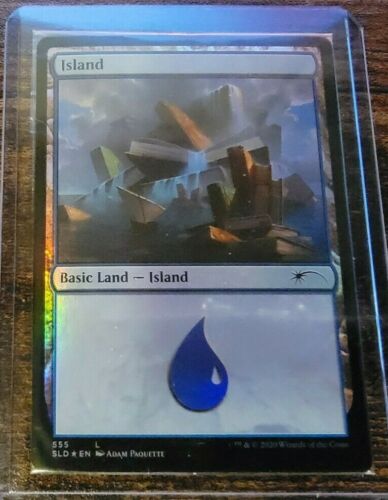 Island
Basic Land — Island
555 L
SLD ★ EN ADAM PAQUETTE
™ & © 2020 Wizards of the Coast